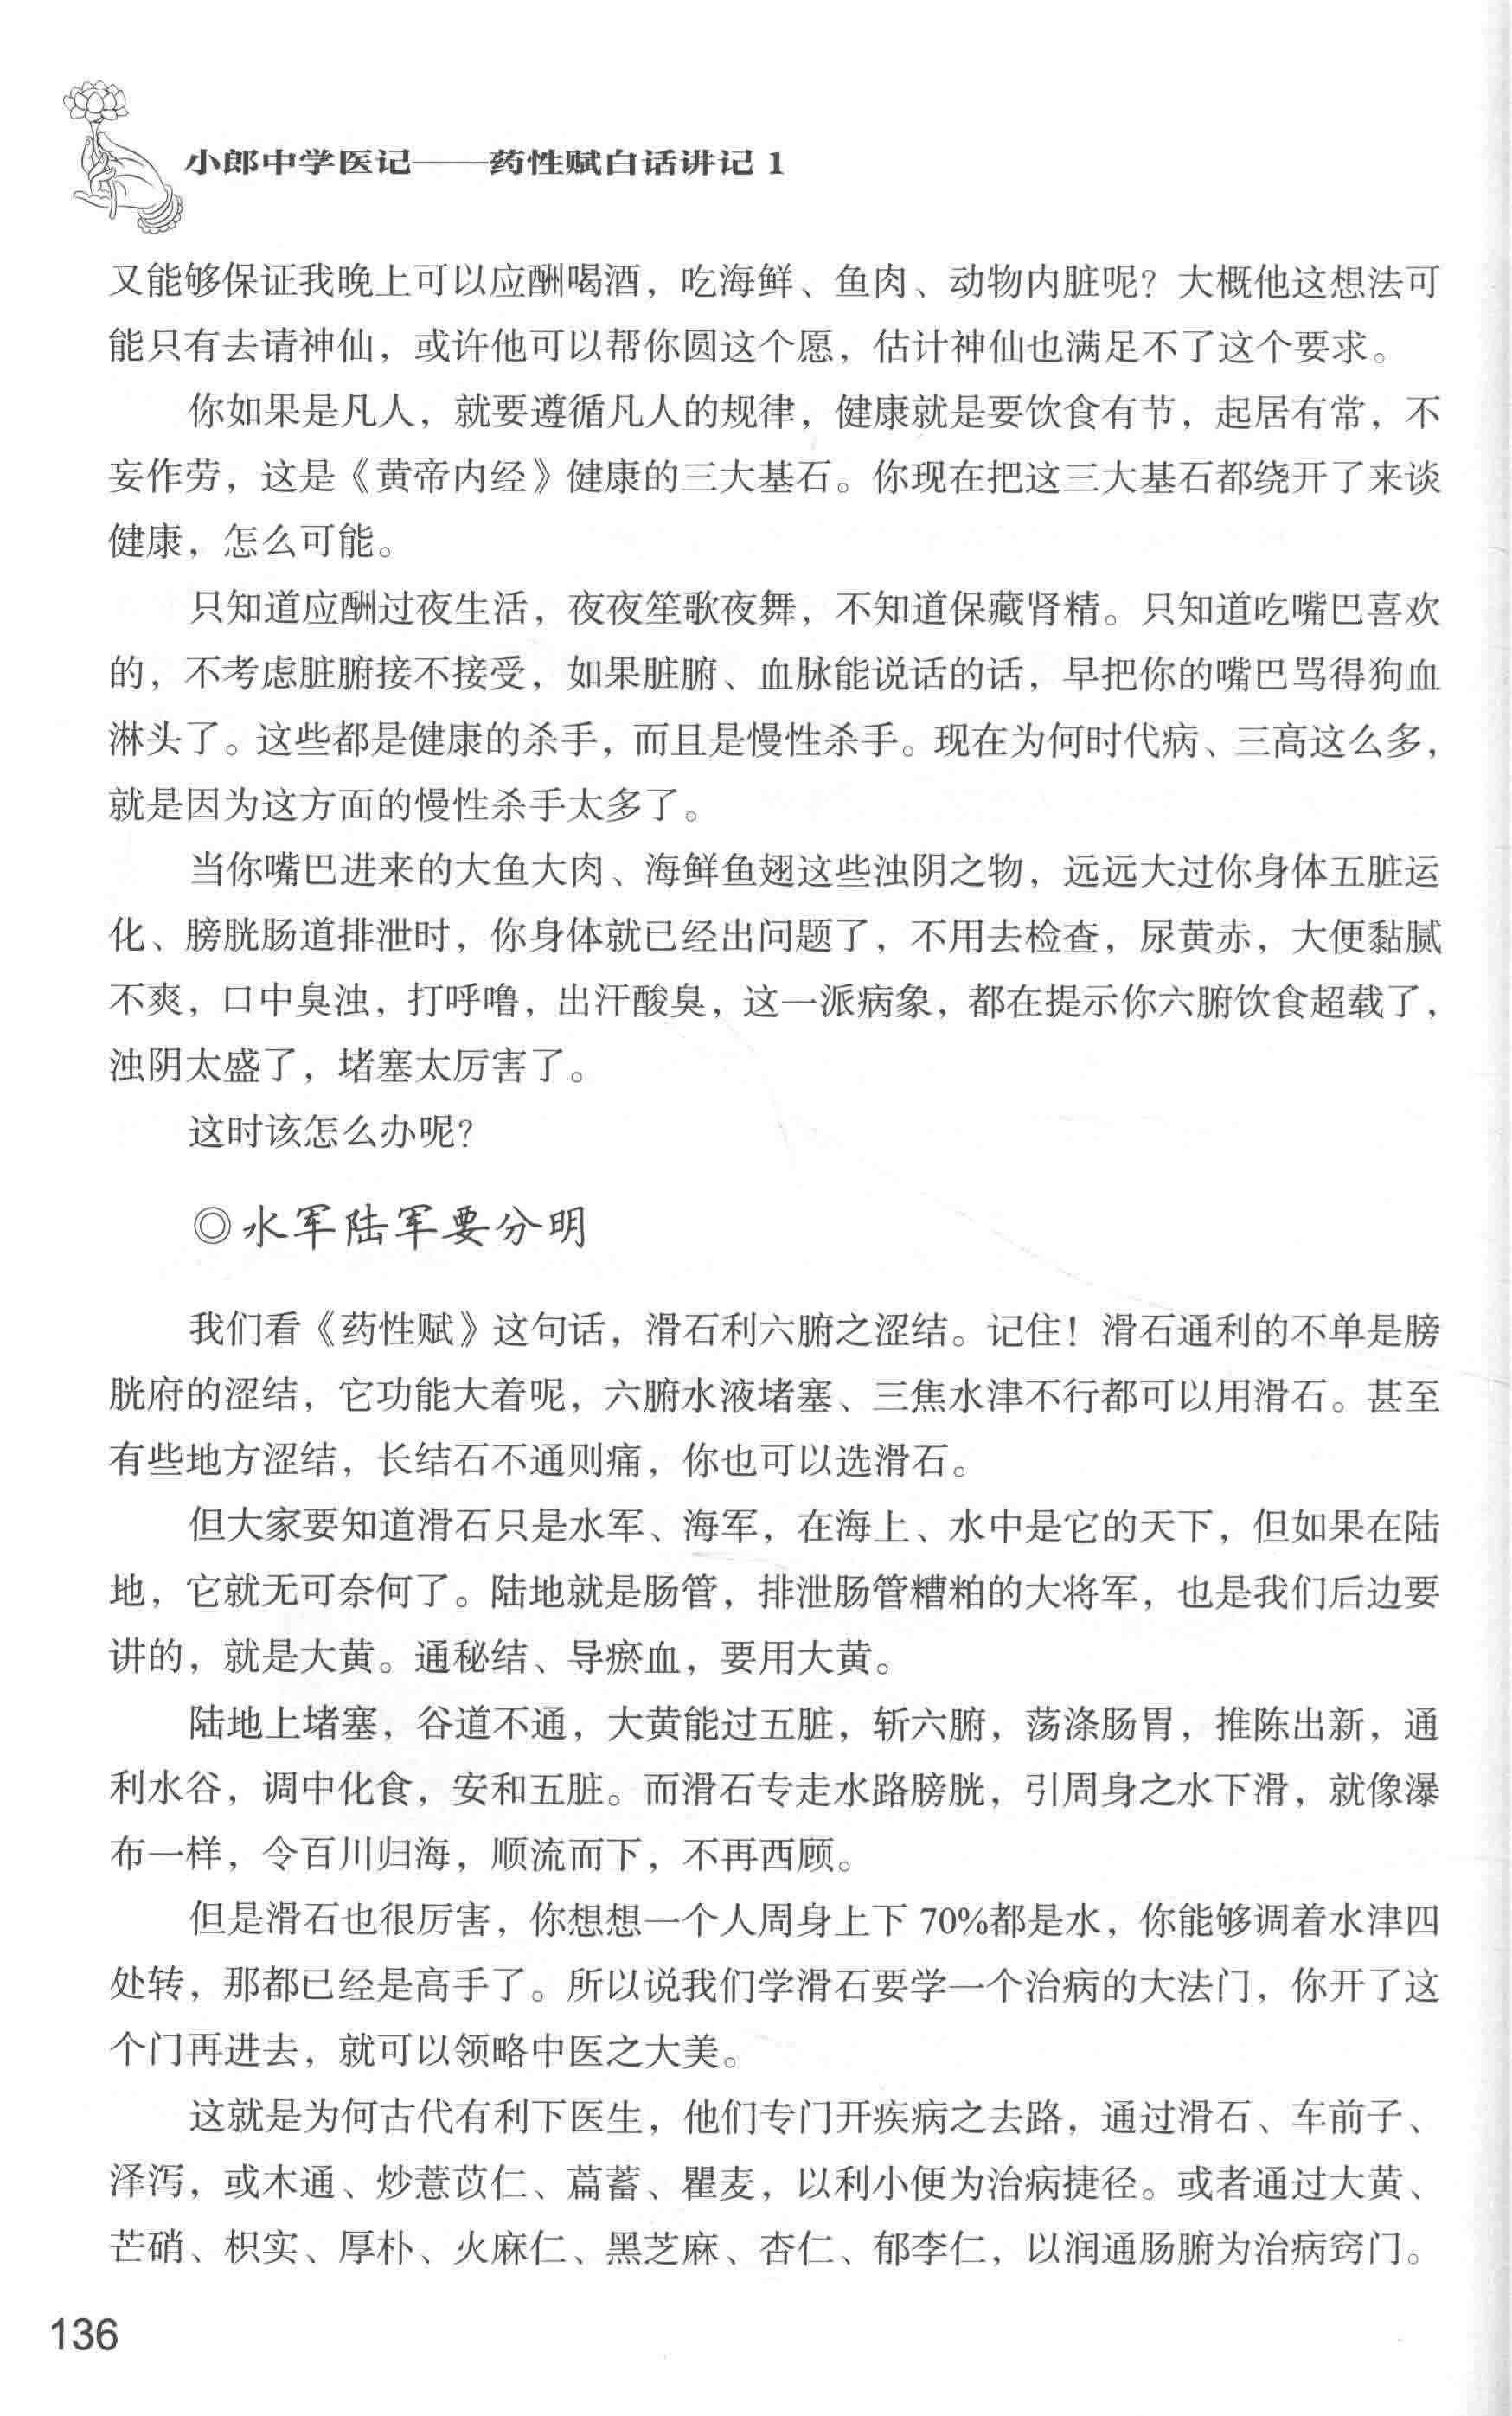 小郎中学医记——药性赋白话讲记 1
又能够保证我晚上可以应酬喝酒，吃海鲜、鱼肉、动物内脏呢？大概他这想法可
能只有去请神仙，或许他可以帮你圆这个愿，估计神仙也满足不了这个要求。
你如果是凡人，就要遵循凡人的规律，健康就是要饮食有节，起居有常，不
妄作劳，这是《黄帝内经》健康的三大基石。你现在把这三大基石都绕开了来谈
健康，怎么可能。
只知道应酬过夜生活，夜夜笙歌夜舞，不知道保藏肾精。只知道吃嘴巴喜欢
的，不考虑脏腑接不接受，如果脏腑、血脉能说话的话，早把你的嘴巴骂得狗血
淋头了。这些都是健康的杀手，而且是慢性杀手。现在为何时代病、三高这么多，
就是因为这方面的慢性杀手太多了。
当你嘴巴进来的大鱼大肉、海鲜鱼翅这些浊阴之物，远远大过你身体五脏运
化、膀胱肠道排泄时，你身体就已经出问题了，不用去检查，尿黄赤，大便黏腻
不爽，口中臭浊，打呼噜，出汗酸臭，这一派病象，都在提示你六腑饮食超载了，
浊阴太盛了，堵塞太厉害了。
这时该怎么办呢？
◎水军陆军要分明
我们看《药性赋》这句话，滑石利六腑之涩结。记住！滑石通利的不单是膀
胱府的涩结，它功能大着呢，六腑水液堵塞、三焦水津不行都可以用滑石。甚至
有些地方涩结，长结石不通则痛，你也可以选滑石。
但大家要知道滑石只是水军、海军，在海上、水中是它的天下，但如果在陆
地，它就无可奈何了。陆地就是肠管，排泄肠管糟粕的大将军，也是我们后边要
讲的，就是大黄。通秘结、导瘀血，要用大黄。
陆地上堵塞，谷道不通，大黄能过五脏，斩六腑，荡涤肠胃，推陈出新，通
利水谷，调中化食，安和五脏。而滑石专走水路膀胱，引周身之水下滑，就像瀑
布一样，令百川归海，顺流而下，不再西顾。
但是滑石也很厉害，你想想一个人周身上下 70%都是水，你能够调着水津四
处转，那都已经是高手了。所以说我们学滑石要学一个治病的大法门，你开了这
个门再进去，就可以领略中医之大美。
这就是为何古代有利下医生，他们专门开疾病之去路，通过滑石、车前子、
泽泻，或木通、炒薏苡仁、萹蓄、瞿麦，以利小便为治病捷径。或者通过大黄、
芒硝、枳实、厚朴、火麻仁、黑芝麻、杏仁、郁李仁，以润通肠腑为治病窍门。
136